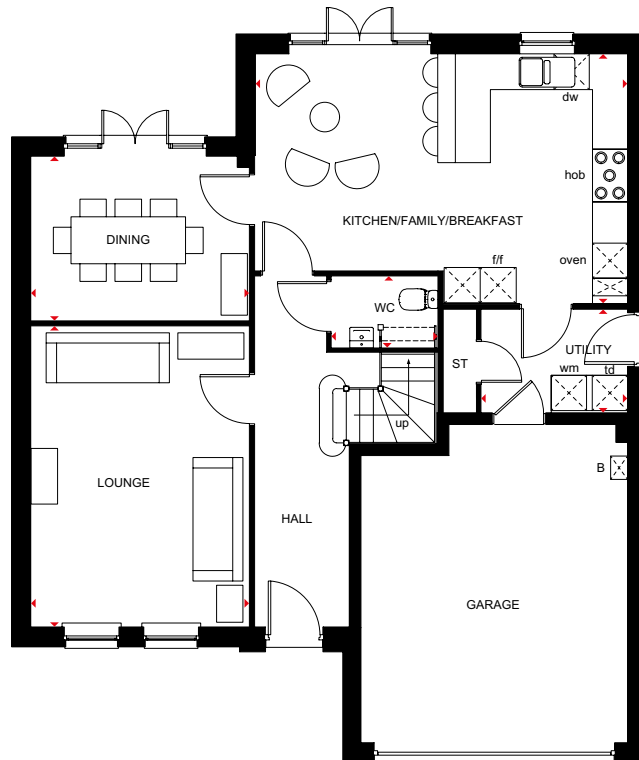 dw
hob
KITCHEN/FAMILY/BREAKFAST
DINING
f/f
oven
WC
UTILITY
ST
wm
td
up
B
LOUNGE
HALL
GARAGE